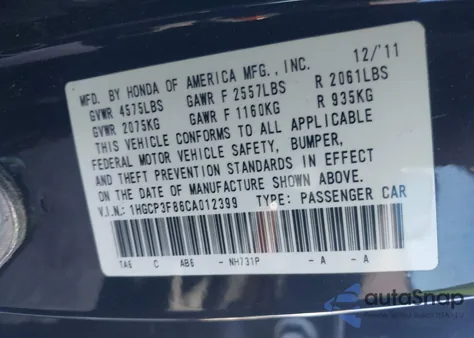 MFD. BY HONDA OF AMERICA MFG., INC. 12/'11
GVWR 4575LBS GAWR F 2557LBS R 2061LBS
GVWR 2075KG GAWR F 1160KG R 935KG
THIS VEHICLE CONFORMS TO ALL APPLICABLE
FEDERAL MOTOR VEHICLE SAFETY, BUMPER,
AND THEFT PREVENTION STANDARDS IN EFFECT
ON THE DATE OF MANUFACTURE SHOWN ABOVE.
V.I.N.: 1HGCP3F86CA012399 TYPE: PASSENGER CAR
TAE C ABE - NH731P - A - A
autoSnap